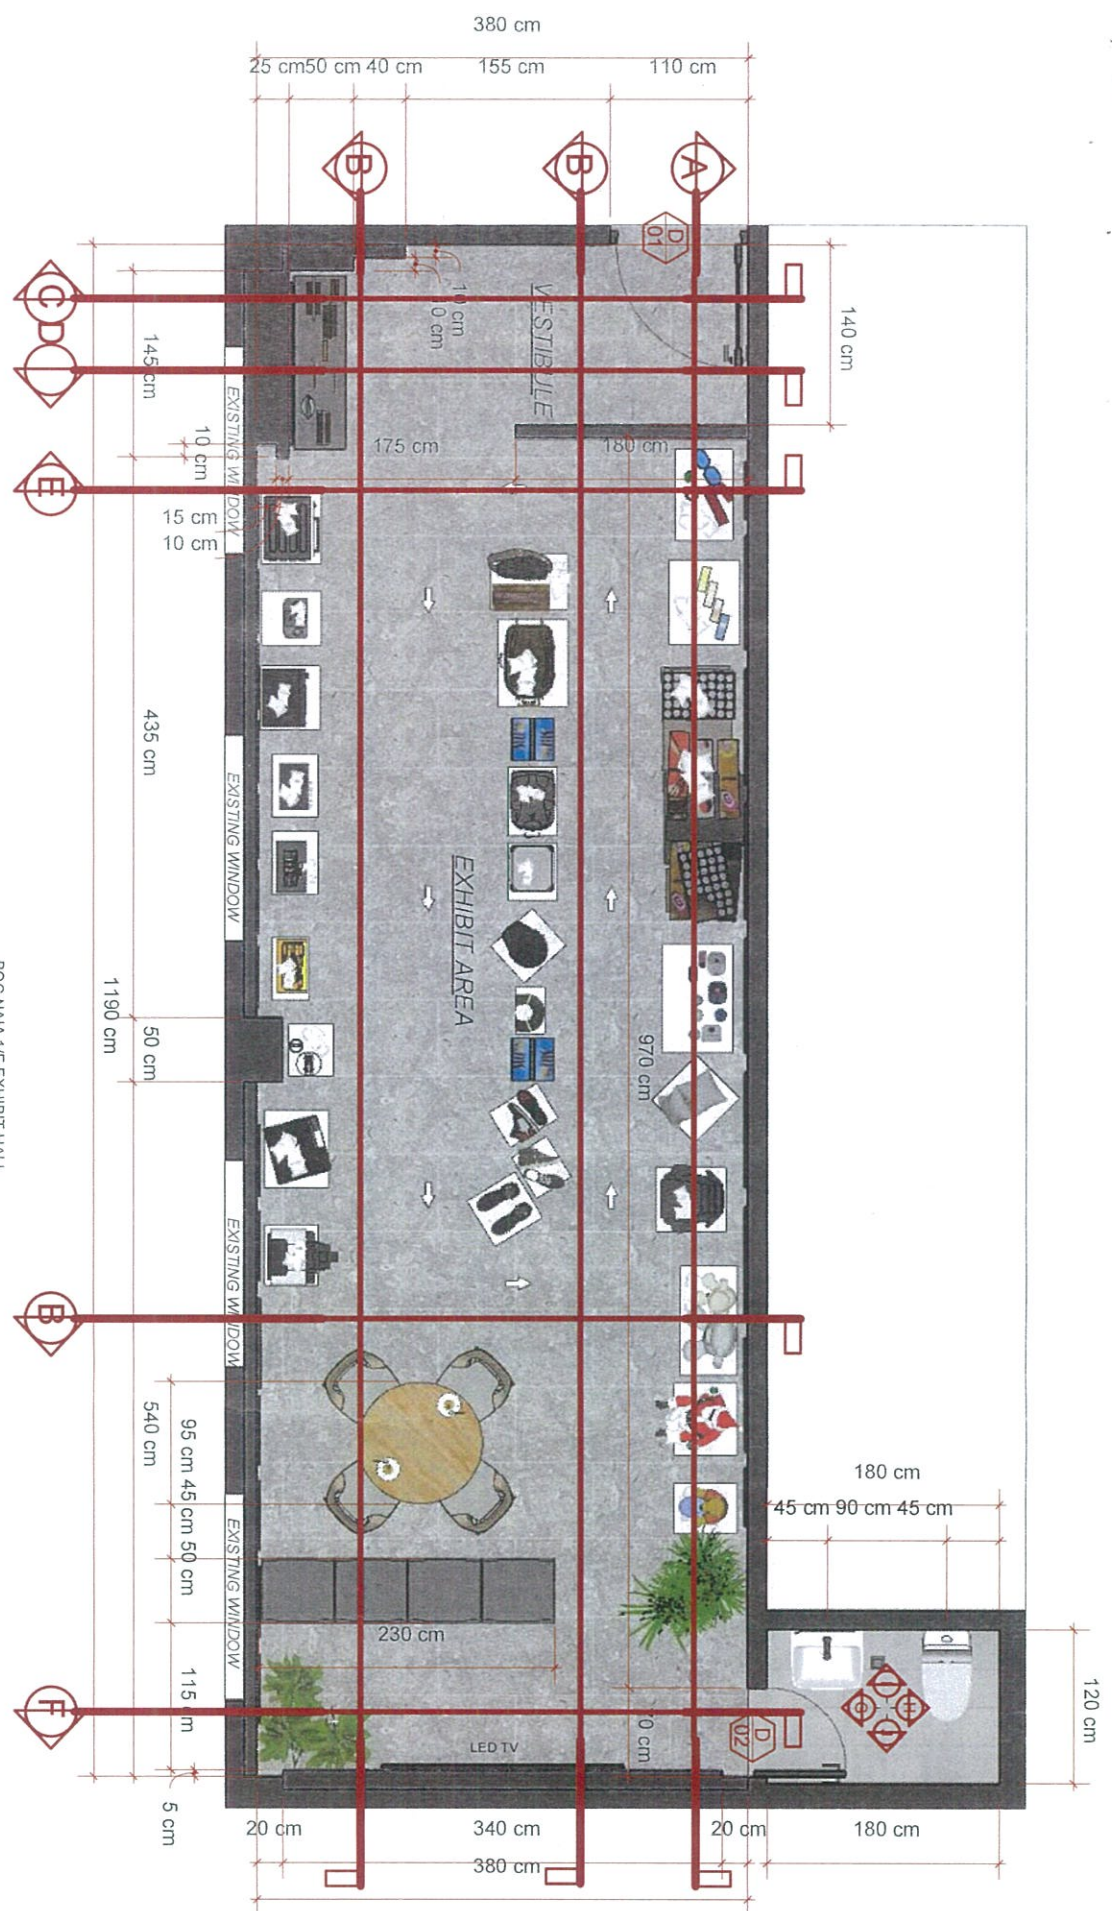 380 cm
25 cm 50 cm 40 cm 155 cm 110 cm
B
B
A
D
01
C
D
E
VESTIBULE
10 cm
10 cm
140 cm
145 cm
EXISTING WINDOW
10 cm
175 cm
180 cm
15 cm
10 cm
435 cm
EXISTING WINDOW
EXHIBIT AREA
1190 cm
50 cm
970 cm
EXISTING WINDOW
B
540 cm
95 cm 45 cm 50 cm
EXISTING WINDOW
180 cm
45 cm 90 cm 45 cm
230 cm
115 cm
120 cm
F
LED TV
D
02
H
J
G
5 cm
20 cm
340 cm
20 cm
180 cm
380 cm